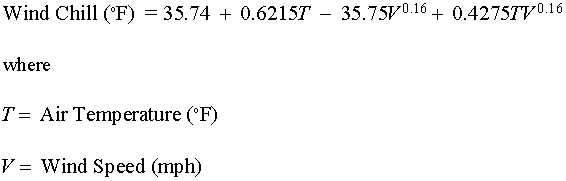 Wind Chill (°F) = 35.74 + 0.6215T − 35.75V^0.16 + 0.4275TV^0.16
where
T = Air Temperature (°F)
V = Wind Speed (mph)